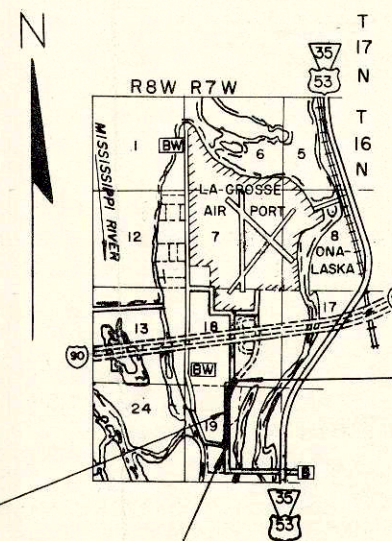 N
T
17
N
35
53
R8W R7W
T
16
N
MISSISSIPPI RIVER
1
BW
6
5
LA-CROSSE
AIR PORT
12
7
8
ONA-
LASKA
13
18
17
90
BW
24
19
B
35
53